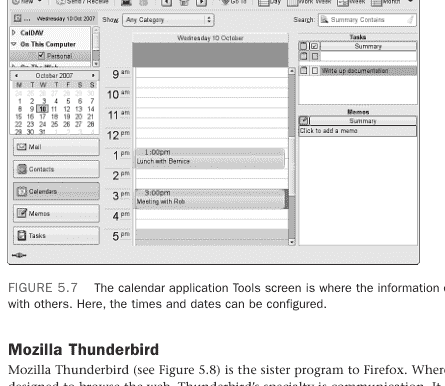 New
Send / Receive
Go To
Day
Work Week
Week
Month
Wednesday 10 Oct 2007
Show: Any Category
Search: Summary Contains
CalDAV
On This Computer
Personal
On The Web
October 2007
M T W T F S S
1 2 3 4 5 6 7
8 9 10 11 12 13 14
15 16 17 18 19 20 21
22 23 24 25 26 27 28
29 30 31
Mail
Contacts
Calendars
Memos
Tasks
Wednesday 10 October
9 am
10 am
11 am
12 pm
1 pm
1:00pm
Lunch with Bernice
2 pm
3 pm
3:00pm
Meeting with Rob
4 pm
5 pm
Tasks
Summary
Write up documentation
Memos
Summary
Click to add a memo
FIGURE 5.7 The calendar application Tools screen is where the information
with others. Here, the times and dates can be configured.
Mozilla Thunderbird
Mozilla Thunderbird (see Figure 5.8) is the sister program to Firefox. Wher
designed to browse the web, Thunderbird's specialty is communication. It